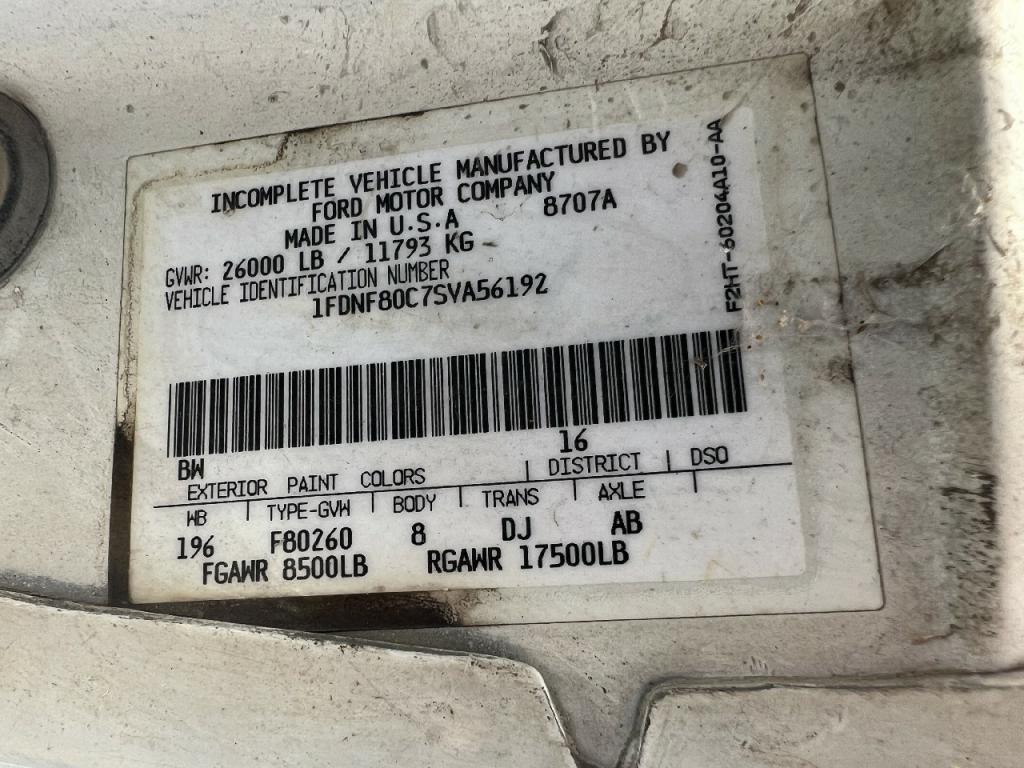 INCOMPLETE VEHICLE MANUFACTURED BY
FORD MOTOR COMPANY
MADE IN U.S.A 8707A
GVWR: 26000 LB / 11793 KG
VEHICLE IDENTIFICATION NUMBER
1FDNF80C7SVA56192
F2HT-60204A10-AA
BW 16
EXTERIOR PAINT COLORS DISTRICT DSO
WB TYPE-GVW BODY TRANS AXLE
196 F80260 8 DJ AB
FGAWR 8500LB RGAWR 17500LB